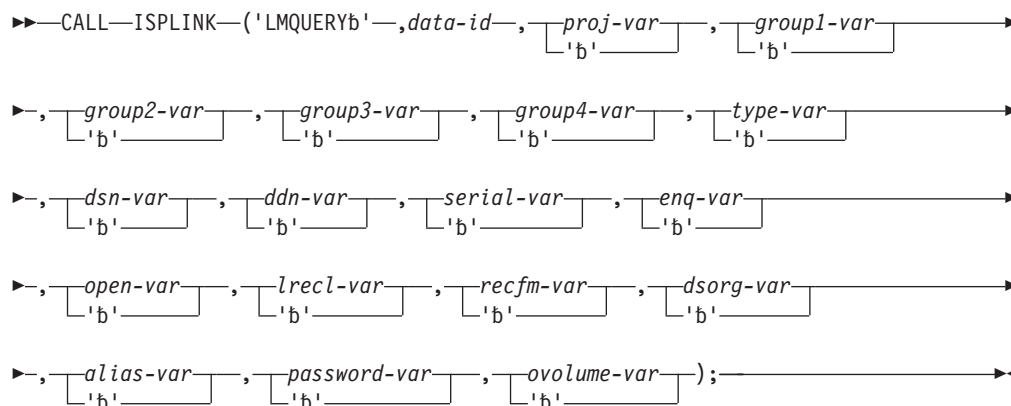 ▶▶—CALL—ISPLINK—('LMQUERYƀ'—,data-id—,proj-var—,group1-var—▶
'ƀ' 'ƀ'
▶—,group2-var—,group3-var—,group4-var—,type-var—▶
'ƀ' 'ƀ' 'ƀ' 'ƀ'
▶—,dsn-var—,ddn-var—,serial-var—,enq-var—▶
'ƀ' 'ƀ' 'ƀ' 'ƀ'
▶—,open-var—,lrecl-var—,recfm-var—,dsorg-var—▶
'ƀ' 'ƀ' 'ƀ' 'ƀ'
▶—,alias-var—,password-var—,ovolume-var—);—▶◀
'ƀ' 'ƀ' 'ƀ'